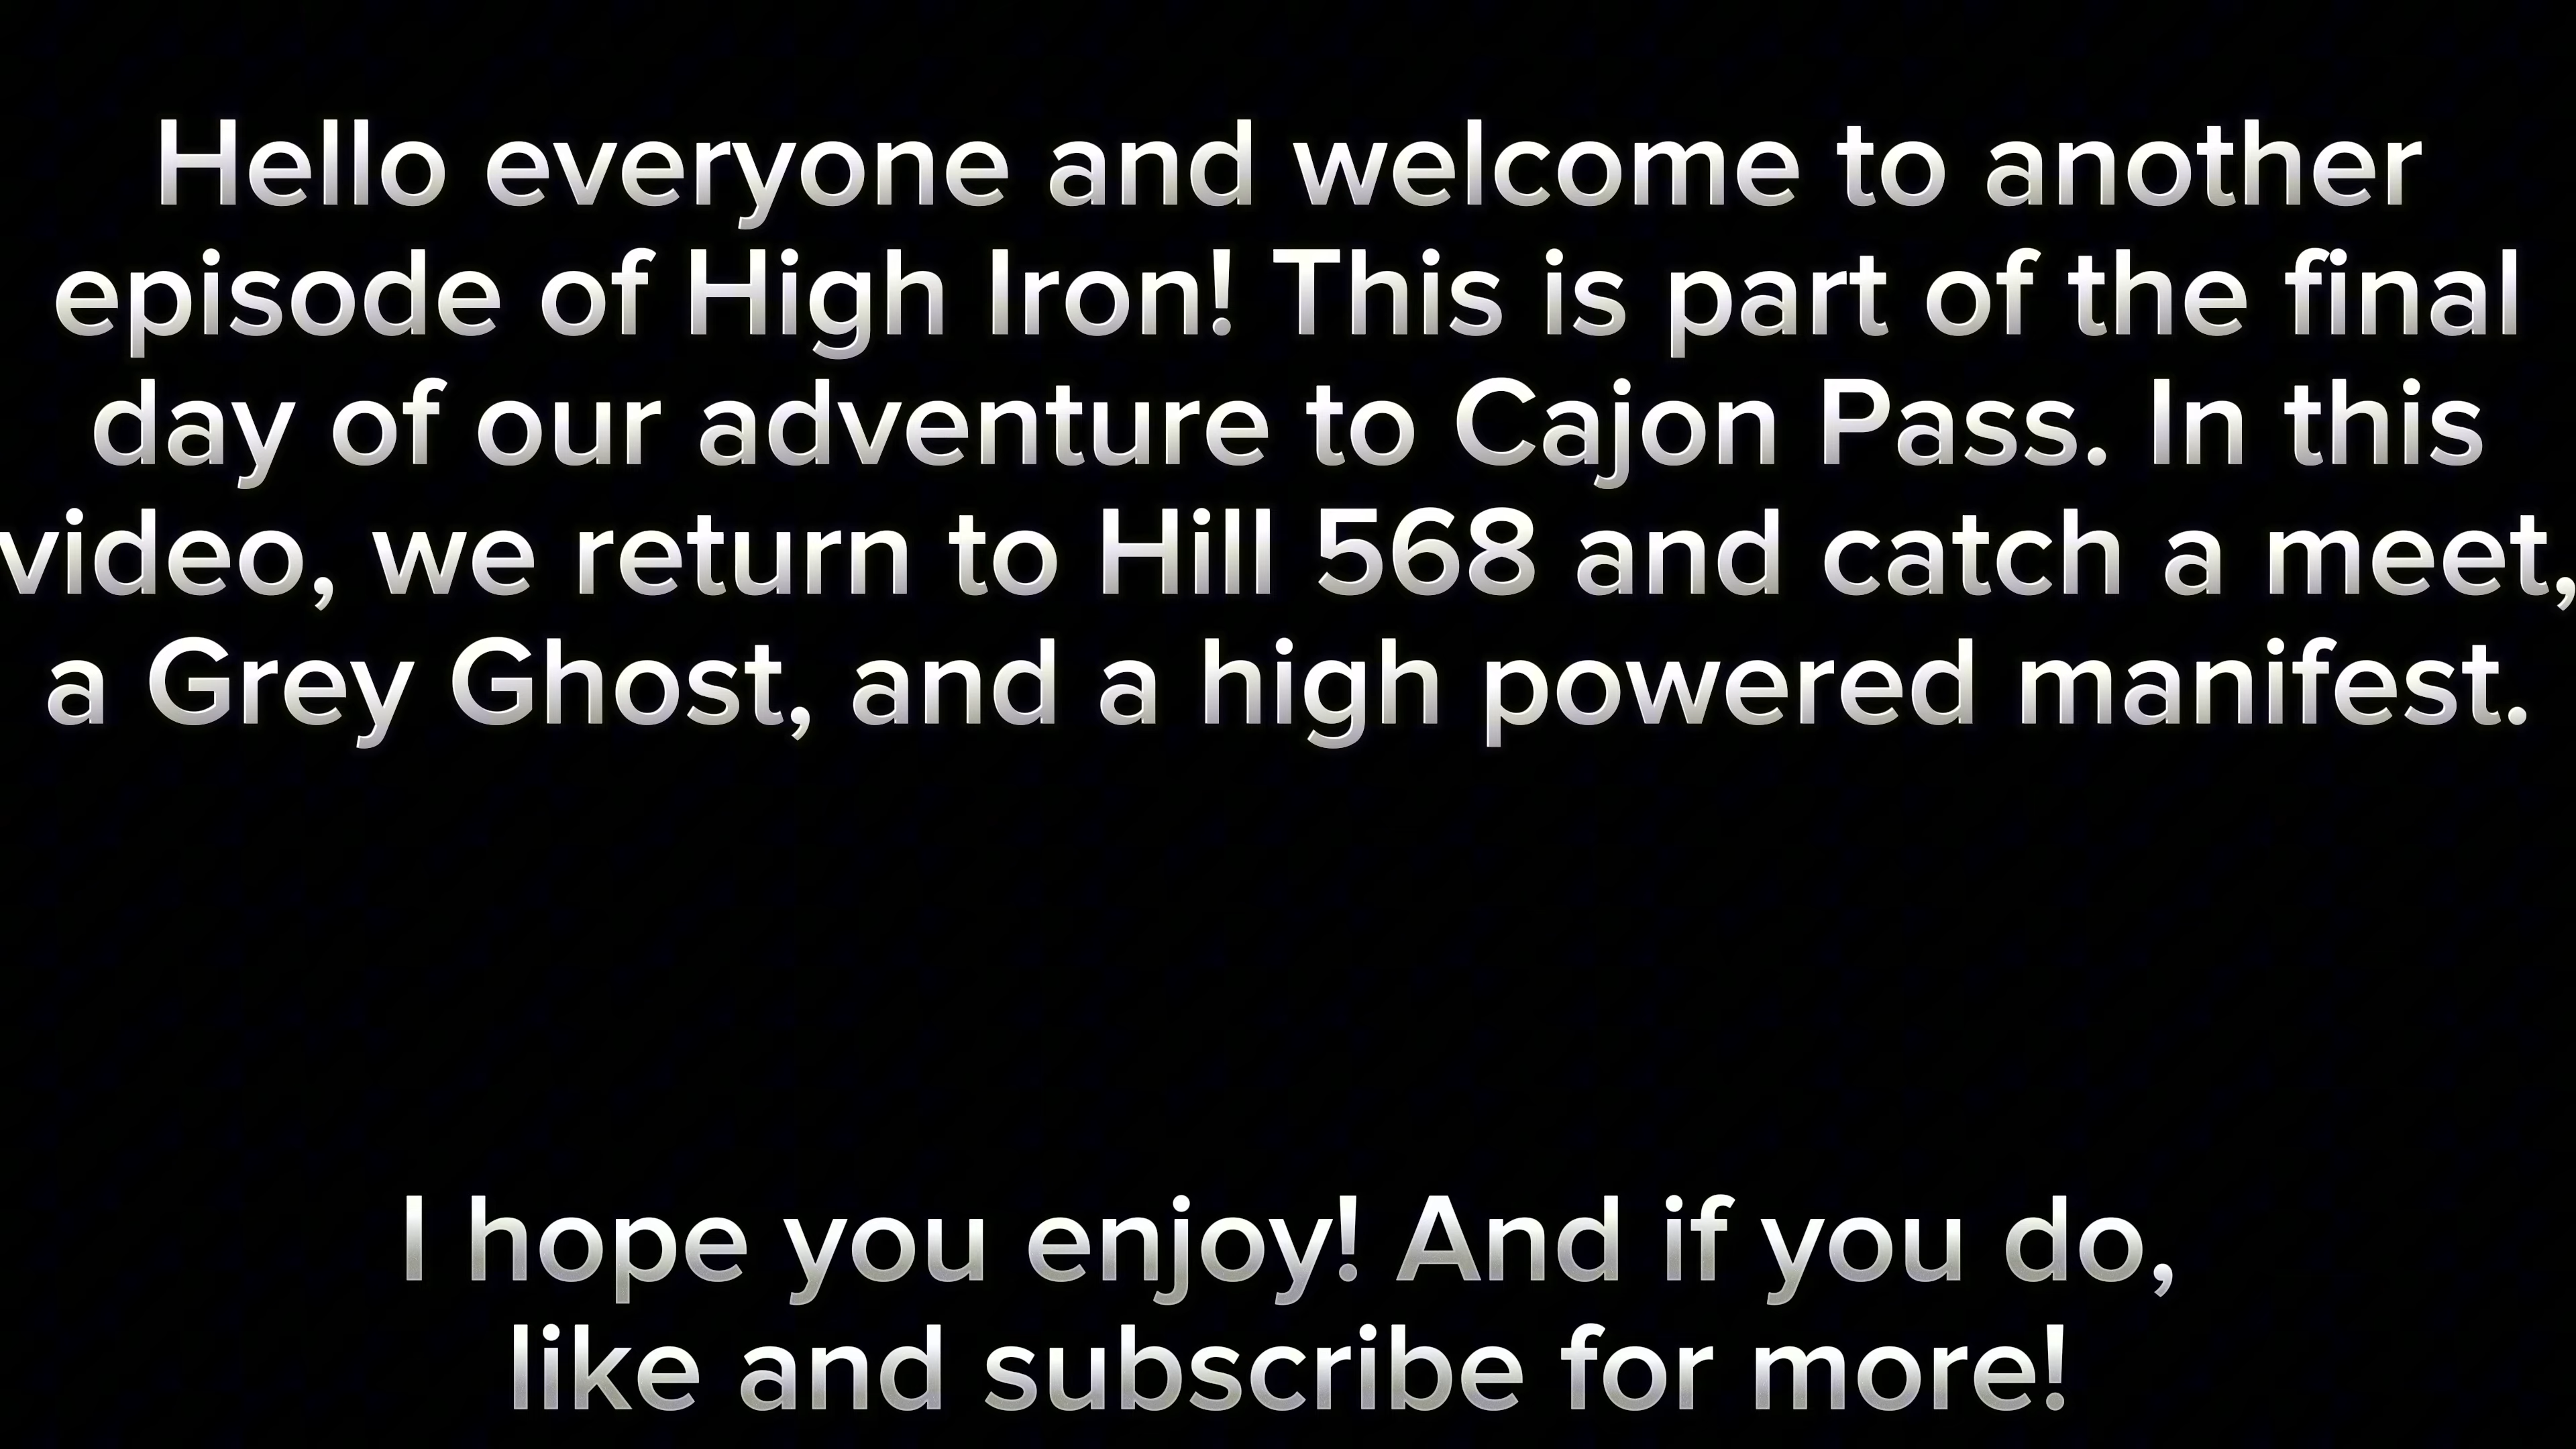 Hello everyone and welcome to another
episode of High Iron! This is part of the final
day of our adventure to Cajon Pass. In this
video, we return to Hill 568 and catch a meet,
a Grey Ghost, and a high powered manifest.
I hope you enjoy! And if you do,
like and subscribe for more!